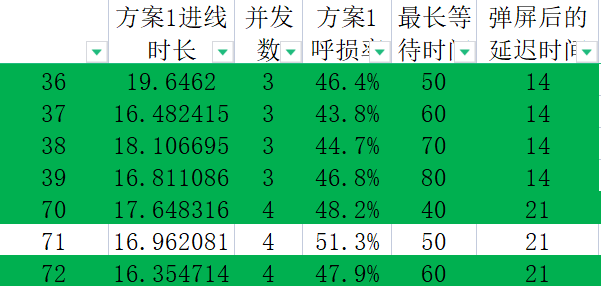 方案1进线时长 并发数 方案1呼损率 最长等待时间 弹屏后的延迟时间
36 19.6462 3 46.4% 50 14
37 16.482415 3 43.8% 60 14
38 18.106695 3 44.7% 70 14
39 16.811086 3 46.8% 80 14
70 17.648316 4 48.2% 40 21
71 16.962081 4 51.3% 50 21
72 16.354714 4 47.9% 60 21